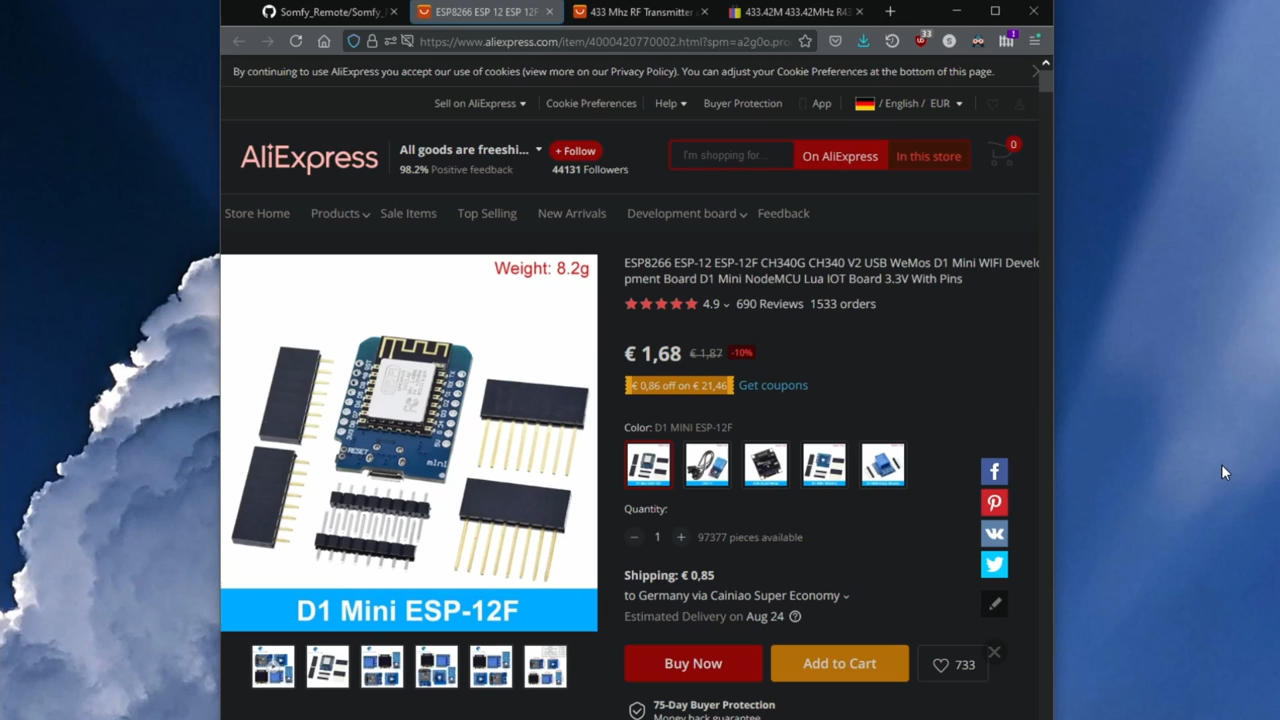 Somfy_Remote/Somfy_
ESP8266 ESP 12 ESP 12F
433 Mhz RF Transmitter
433.42M 433.42MHz R43
33
1
https://www.aliexpress.com/item/4000420770002.html?spm=a2g0o.pro
By continuing to use AliExpress you accept our use of cookies (view more on our Privacy Policy). You can adjust your Cookie Preferences at the bottom of this page.
Sell on AliExpress
Cookie Preferences
Help
Buyer Protection
App
/ English / EUR
AliExpress
All goods are freeshi...
98.2% Positive feedback
+ Follow
44131 Followers
I'm shopping for...
On AliExpress
In this store
0
Store Home
Products
Sale Items
Top Selling
New Arrivals
Development board
Feedback
Weight: 8.2g
RESET
mini
D1 Mini ESP-12F
ESP8266 ESP-12 ESP-12F CH340G CH340 V2 USB WeMos D1 Mini WIFI Develo
pment Board D1 Mini NodeMCU Lua IOT Board 3.3V With Pins
4.9
690 Reviews
1533 orders
€ 1,68
€ 1,87
-10%
€ 0,86 off on € 21,46
Get coupons
Color: D1 MINI ESP-12F
Quantity:
1
97377 pieces available
Shipping: € 0,85
to Germany via Cainiao Super Economy
Estimated Delivery on Aug 24
Buy Now
Add to Cart
733
75-Day Buyer Protection
Money back guarantee